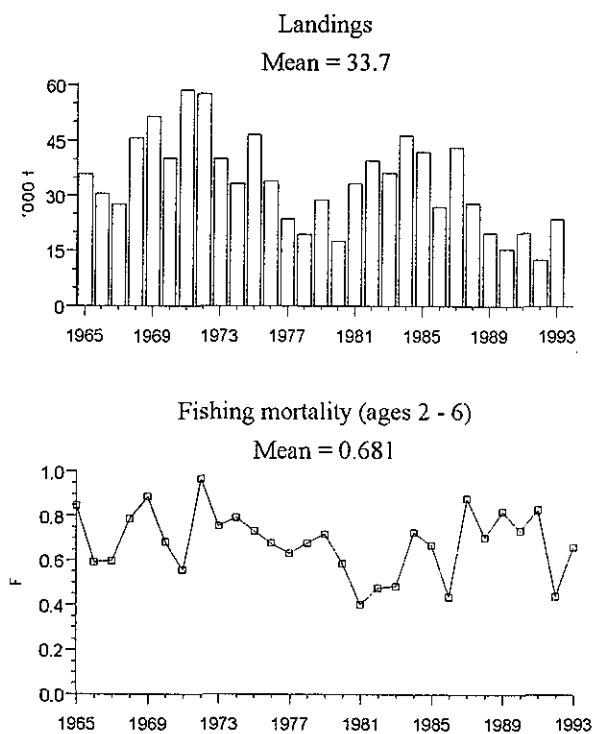 Landings
Mean = 33.7
60
45
30
15
0
'000 t
1965 1969 1973 1977 1981 1985 1989 1993
Fishing mortality (ages 2 - 6)
Mean = 0.681
1.0
0.8
0.6
0.4
0.2
0.0
F
1965 1969 1973 1977 1981 1985 1989 1993